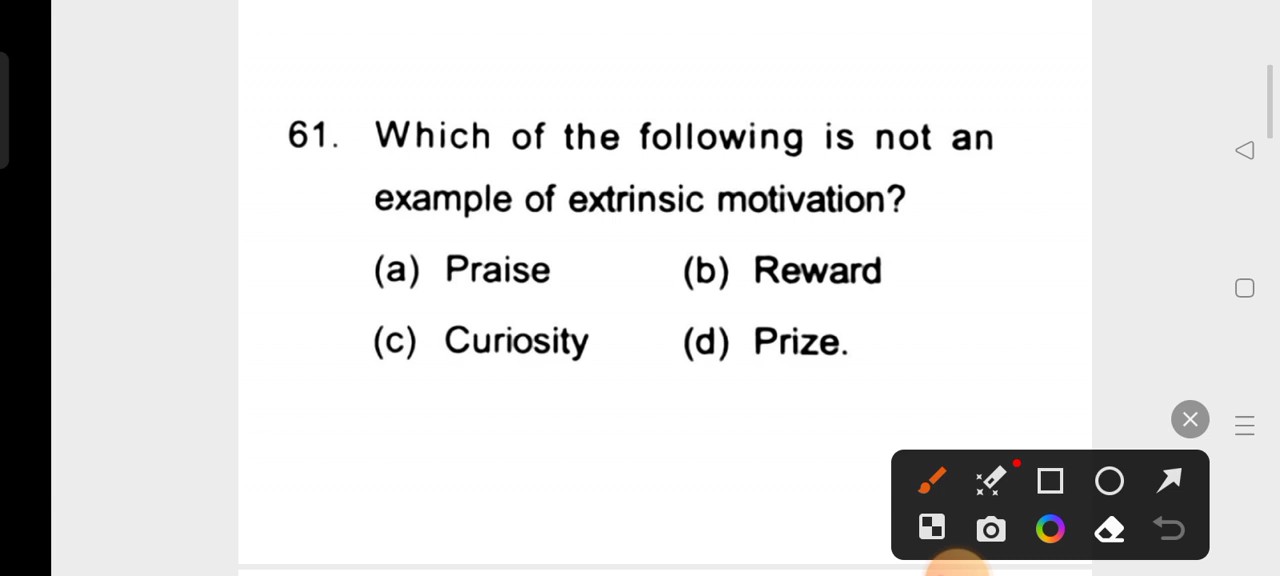 61. Which of the following is not an
example of extrinsic motivation?
(a) Praise (b) Reward
(c) Curiosity (d) Prize.